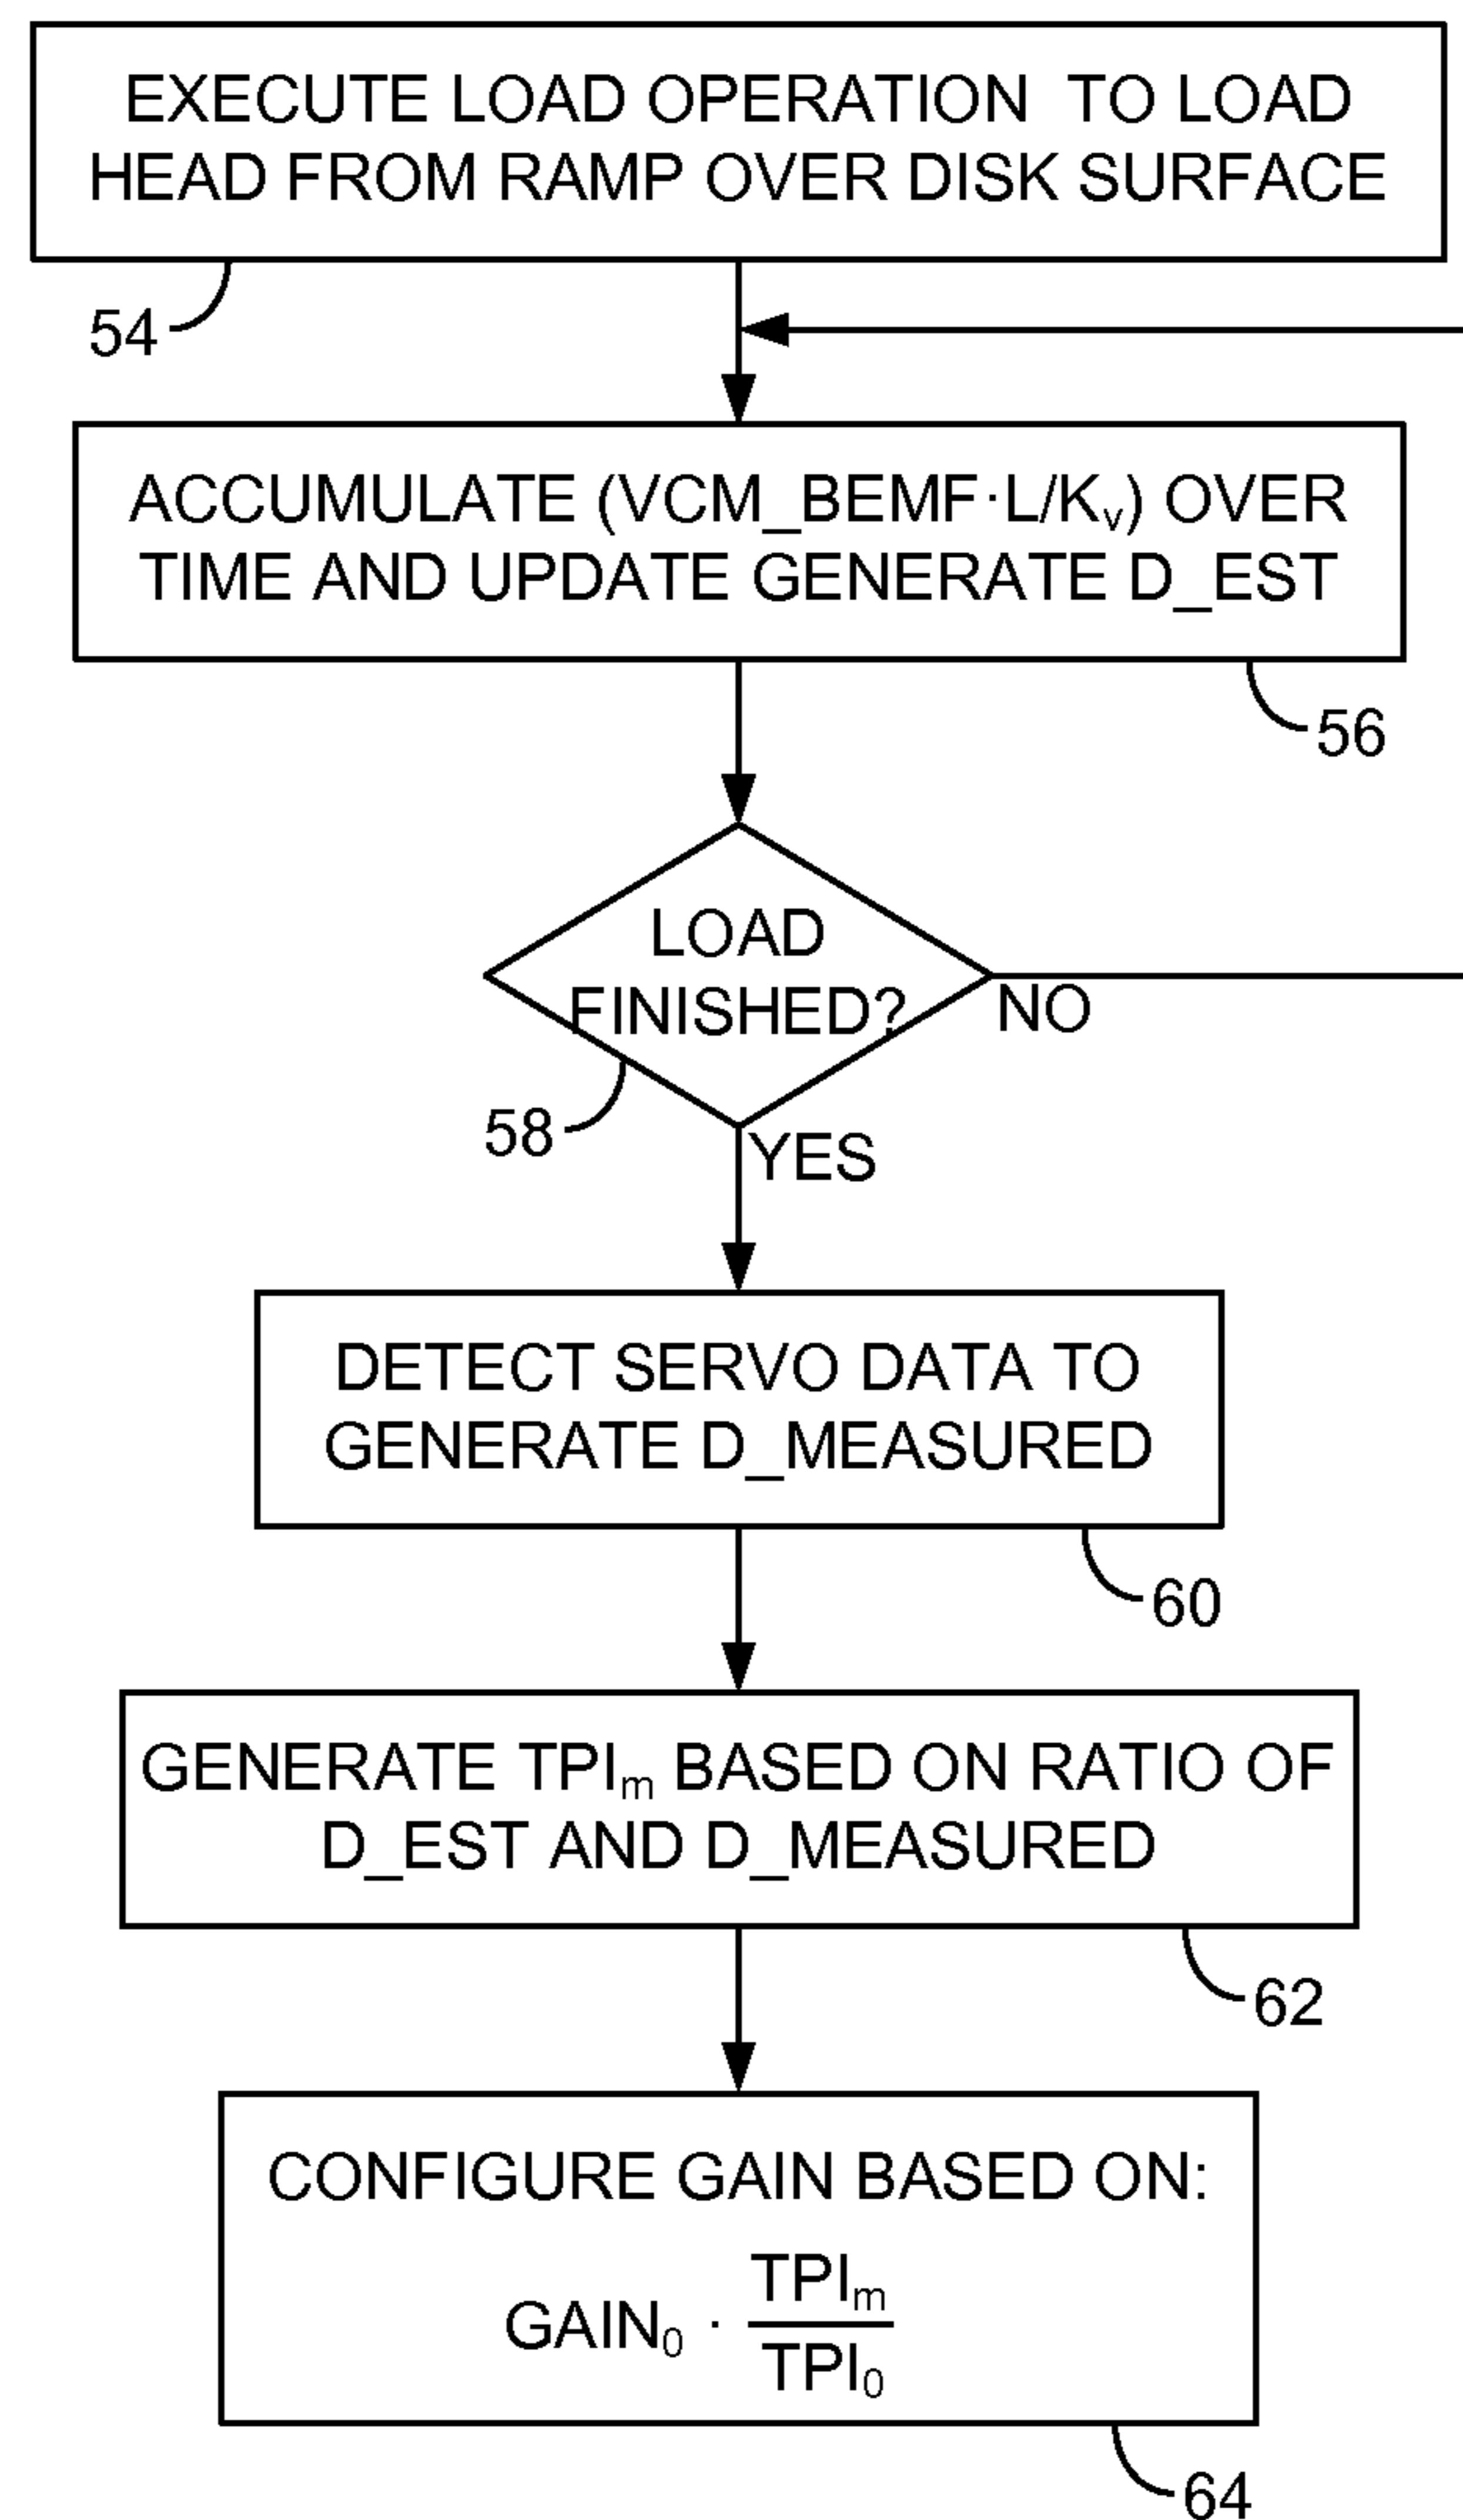 EXECUTE LOAD OPERATION TO LOAD
HEAD FROM RAMP OVER DISK SURFACE
54
ACCUMULATE (VCM_BEMF·L/Kᵥ) OVER
TIME AND UPDATE GENERATE D_EST
56
LOAD
FINISHED?
NO
58
YES
DETECT SERVO DATA TO
GENERATE D_MEASURED
60
GENERATE TPIₘ BASED ON RATIO OF
D_EST AND D_MEASURED
62
CONFIGURE GAIN BASED ON:
TPIₘ
GAIN₀ ·
TPI₀
64